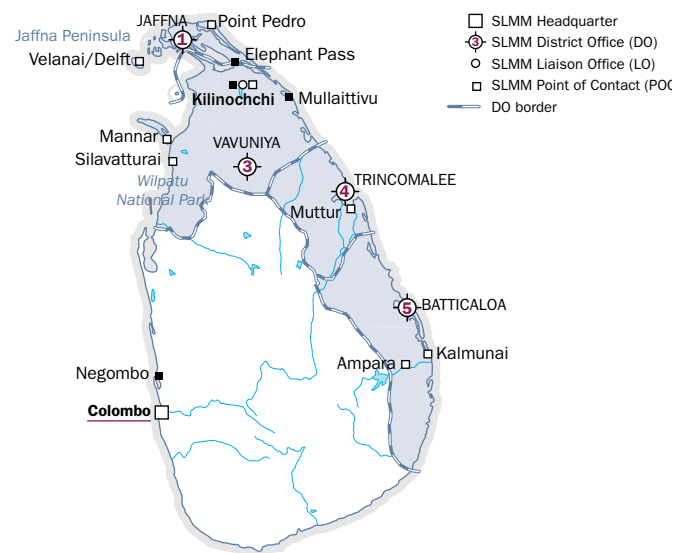 JAFFNA
Point Pedro
Jaffna Peninsula
1
Velanai/Delft
Elephant Pass
Kilinochchi
Mullaittivu
Mannar
VAVUNIYA
Silavatturai
3
Wilpatu
National Park
TRINCOMALEE
4
Muttur
5
BATTICALOA
Ampara
Kalmunai
Negombo
Colombo
SLMM Headquarter
3
SLMM District Office (DO)
SLMM Liaison Office (LO)
SLMM Point of Contact (POC
DO border